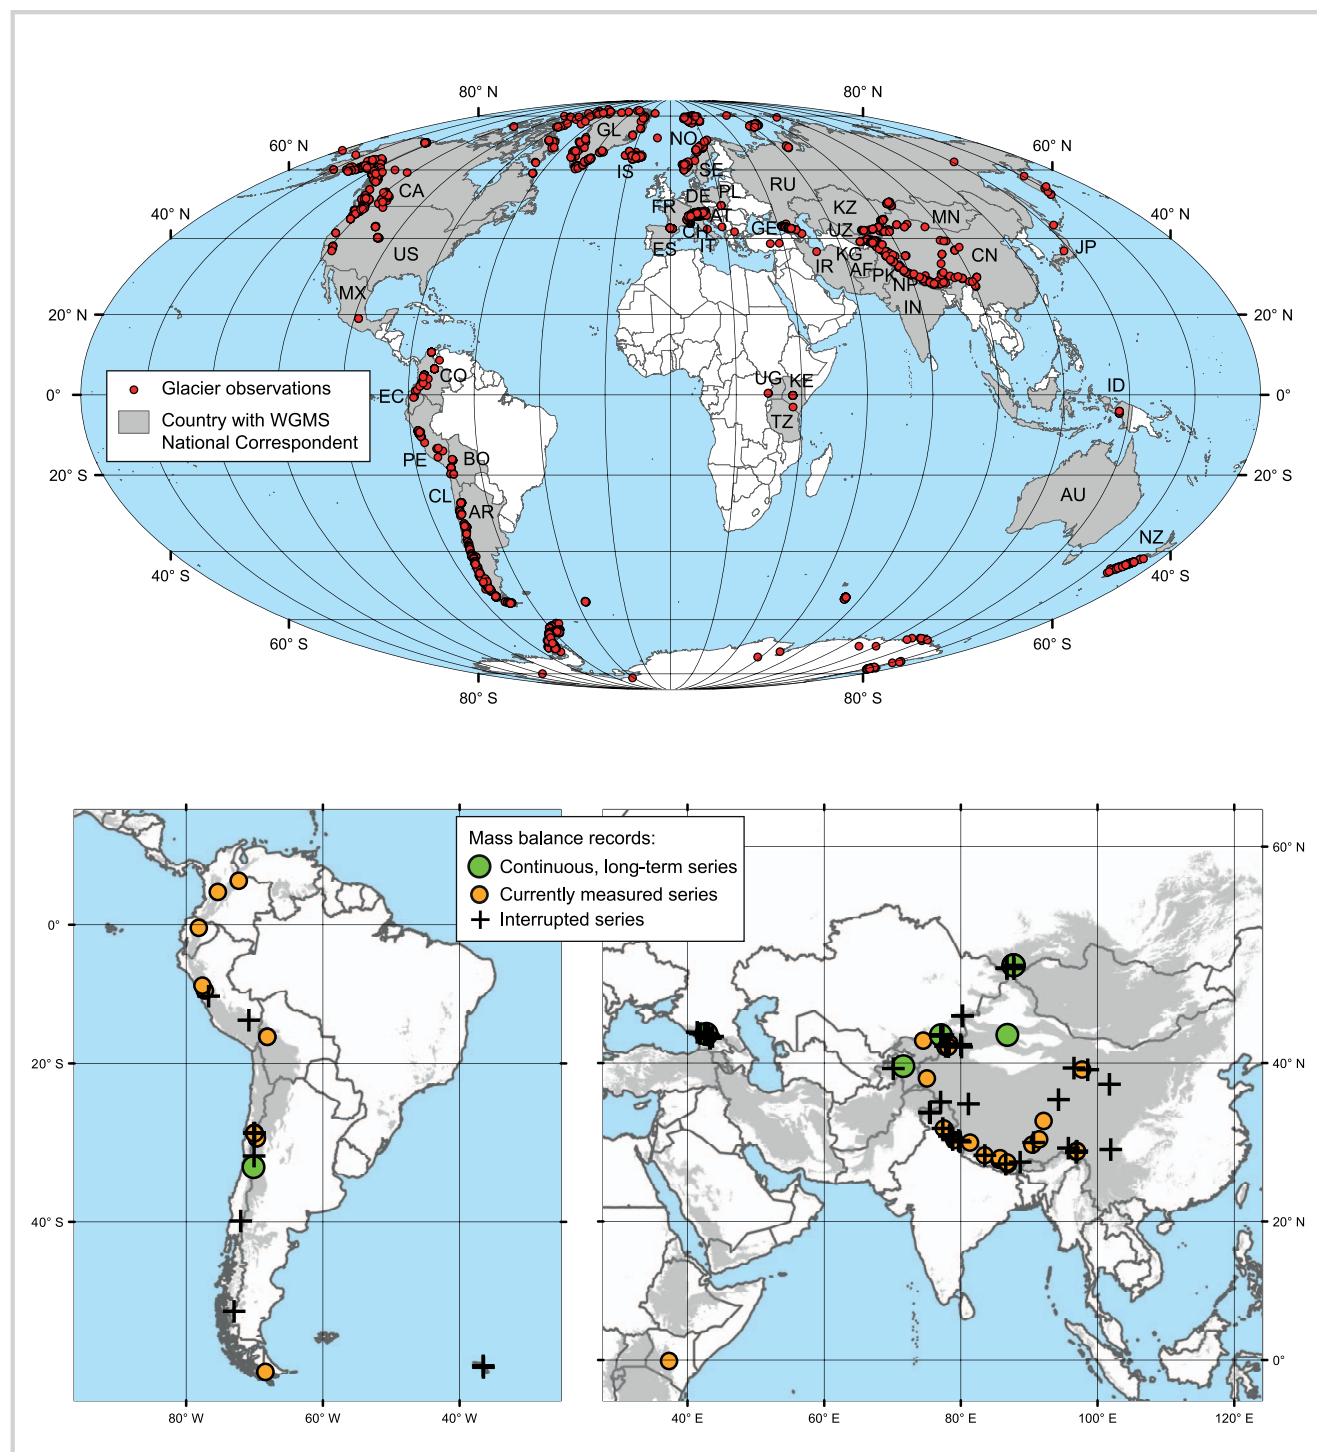 80° N
80° N
60° N
60° N
40° N
40° N
20° N
20° N
0°
0°
20° S
20° S
40° S
40° S
60° S
60° S
80° S
80° S
GL
NO
IS
SE
RU
CA
DE
PL
FR
AT
CH
ES
IT
GE
KZ
MN
UZ
KG
CN
JP
US
IR
AF
PK
NP
IN
MX
CO
EC
UG
KE
ID
TZ
PE
BO
CL
AR
AU
NZ
Glacier observations
Country with WGMS
National Correspondent
Mass balance records:
Continuous, long-term series
Currently measured series
Interrupted series
0°
20° S
40° S
80° W
60° W
40° W
60° N
40° N
20° N
0°
40° E
60° E
80° E
100° E
120° E